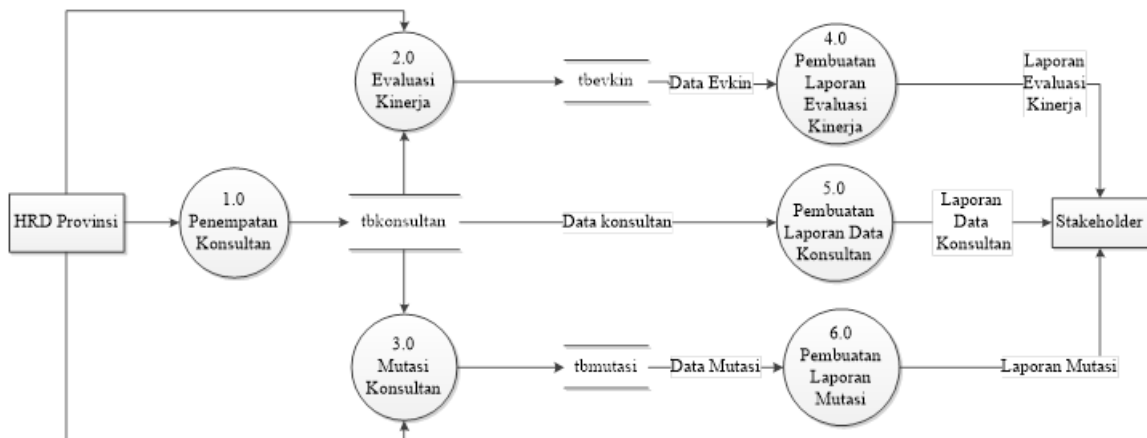 2.0
Evaluasi
Kinerja
tbevkin
Data Evkin
4.0
Pembuatan
Laporan
Evaluasi
Kinerja
Laporan
Evaluasi
Kinerja
HRD Provinsi
1.0
Penempatan
Konsultan
tbkonsultan
Data konsultan
5.0
Pembuatan
Laporan Data
Konsultan
Laporan
Data
Konsultan
Stakeholder
3.0
Mutasi
Konsultan
tbmutasi
Data Mutasi
6.0
Pembuatan
Laporan
Mutasi
Laporan Mutasi